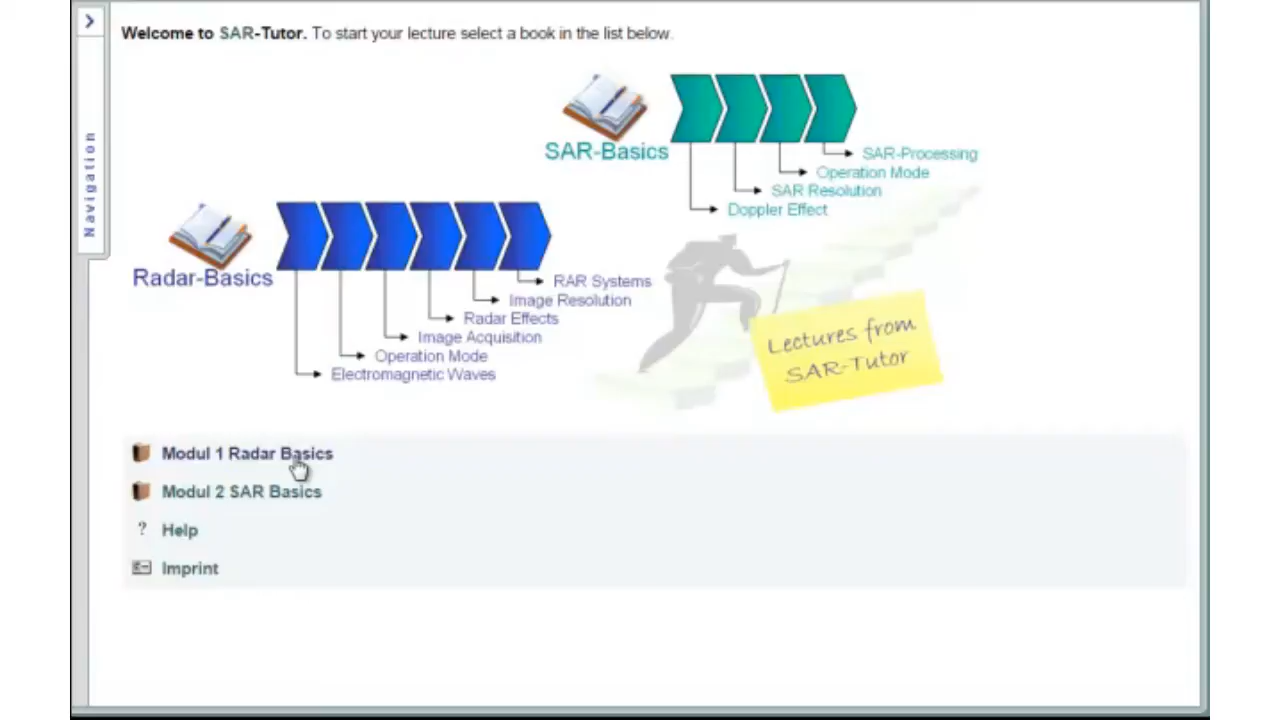 Welcome to SAR-Tutor. To start your lecture select a book in the list below.
Navigation
SAR-Basics
SAR-Processing
Operation Mode
SAR Resolution
Doppler Effect
Radar-Basics
RAR Systems
Image Resolution
Radar Effects
Image Acquisition
Operation Mode
Electromagnetic Waves
Lectures from
SAR-Tutor
Modul 1 Radar Basics
Modul 2 SAR Basics
? Help
Imprint